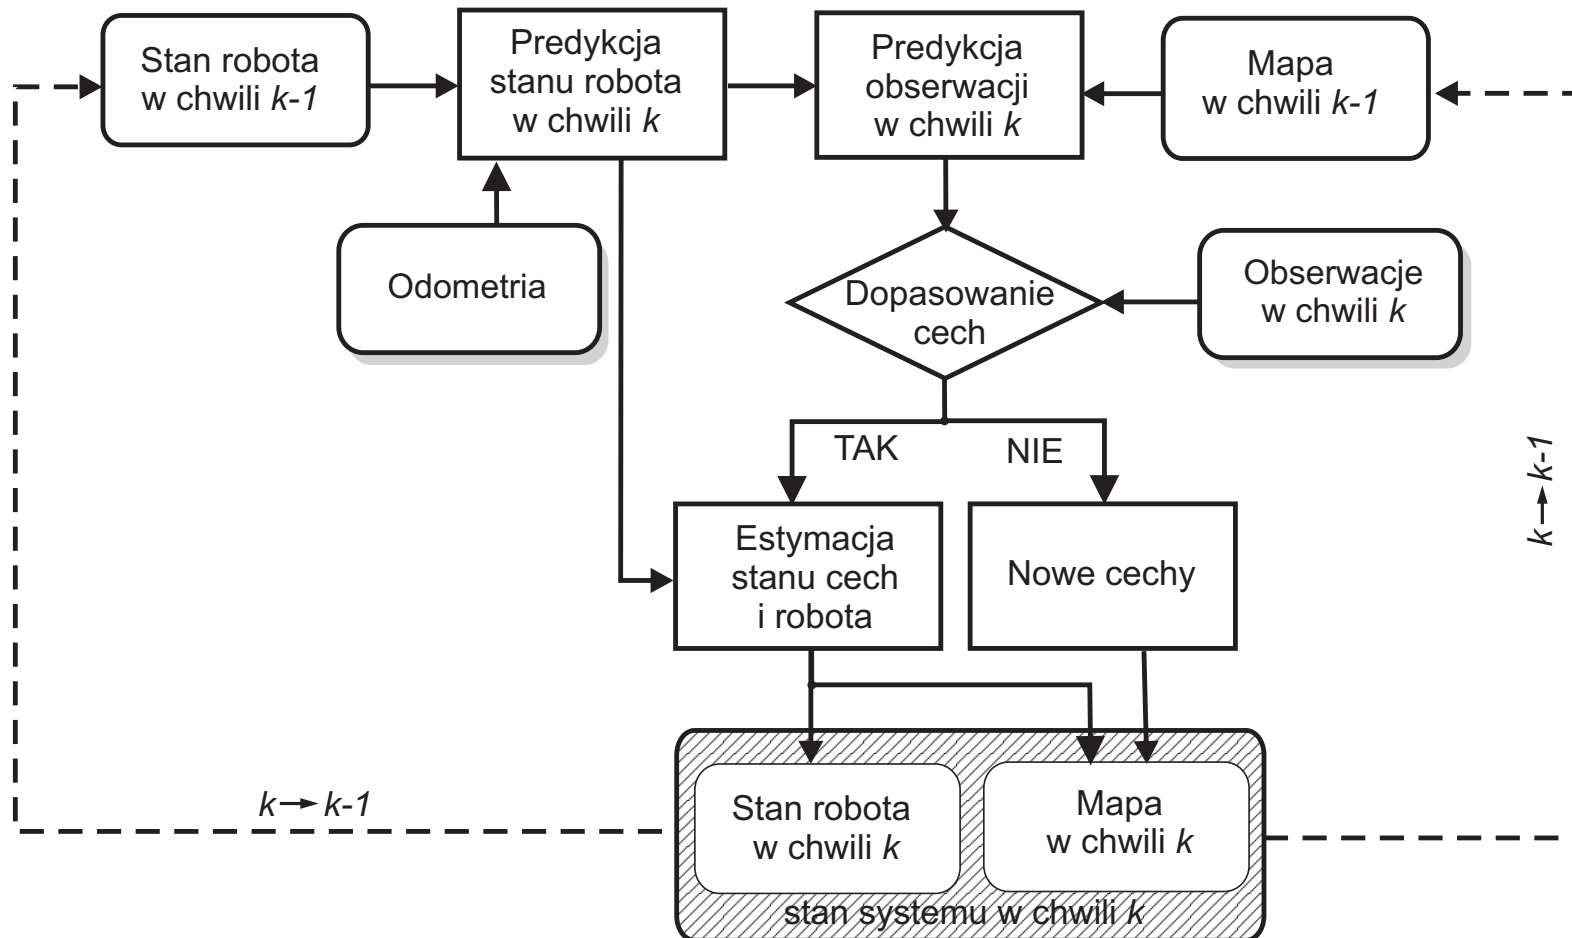 Stan robota
w chwili k-1
Predykcja
stanu robota
w chwili k
Predykcja
obserwacji
w chwili k
Mapa
w chwili k-1
Odometria
Dopasowanie
cech
Obserwacje
w chwili k
TAK
NIE
k→k-1
Estymacja
stanu cech
i robota
Nowe cechy
k→k-1
Stan robota
w chwili k
Mapa
w chwili k
stan systemu w chwili k